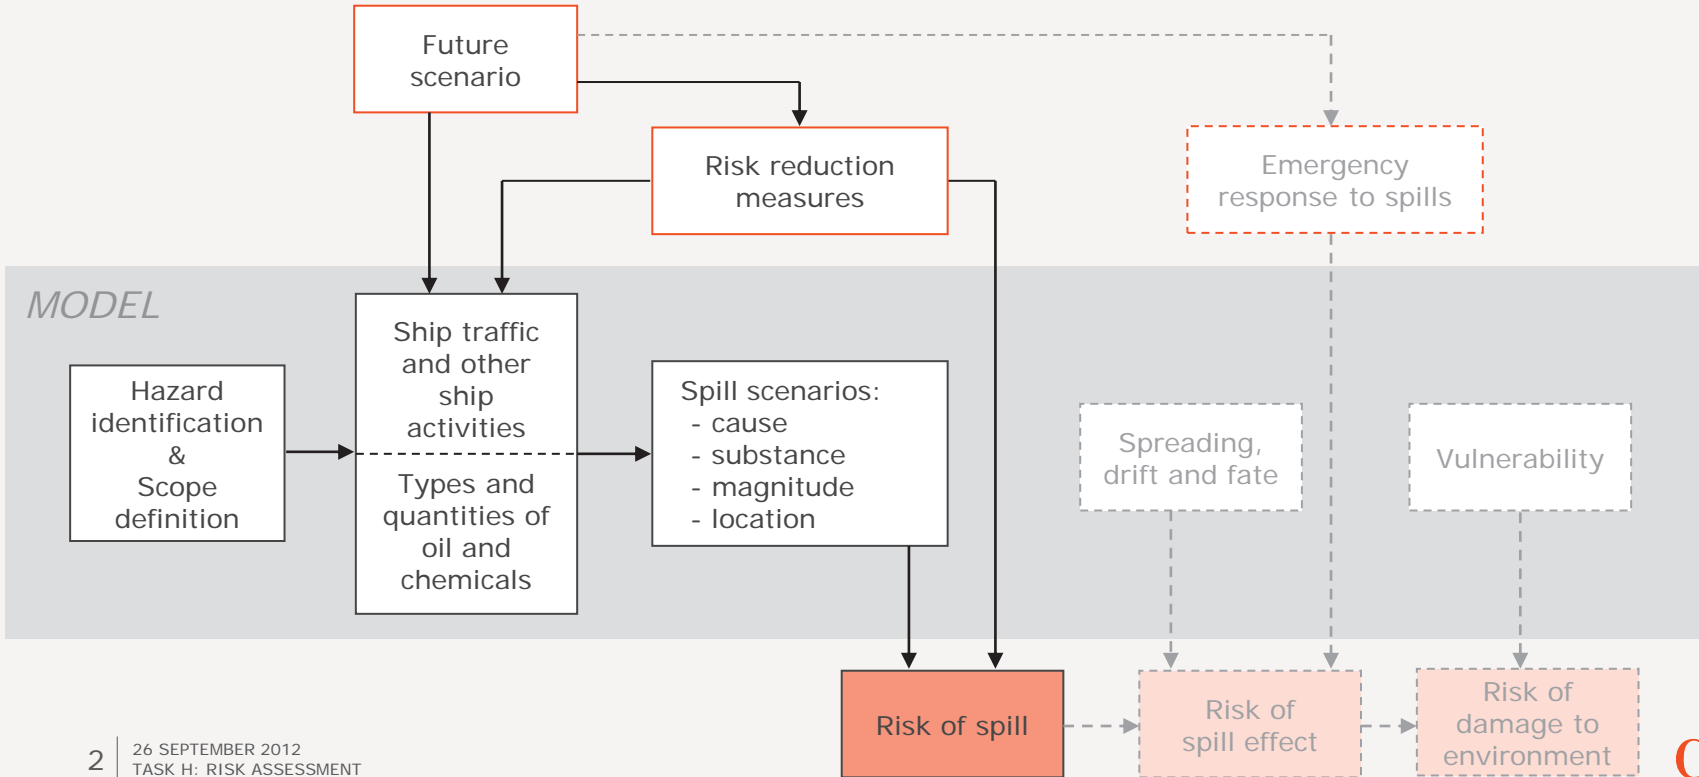 Future
scenario
Risk reduction
measures
Emergency
response to spills
MODEL
Hazard
identification
&
Scope
definition
Ship traffic
and other
ship
activities
Types and
quantities of
oil and
chemicals
Spill scenarios:
- cause
- substance
- magnitude
- location
Spreading,
drift and fate
Vulnerability
Risk of spill
Risk of
spill effect
Risk of
damage to
environment
2
26 SEPTEMBER 2012
TASK H: RISK ASSESSMENT